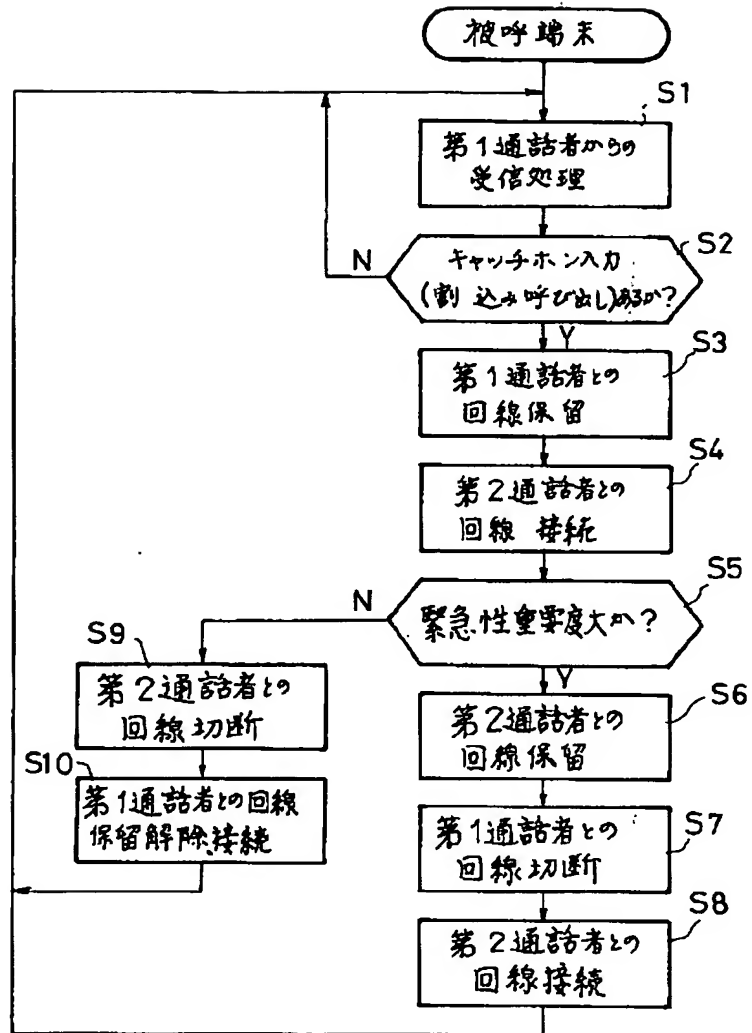 被呼端末
S1
第1通話者からの
受信処理
S2
キャッチホン入力
(割込み呼び出し)あるか?
N
Y
S3
第1通話者との
回線保留
S4
第2通話者との
回線接続
S5
緊急性重要度大か?
N
Y
S9
第2通話者との
回線切断
S10
第1通話者との回線
保留解除、接続
S6
第2通話者との
回線保留
S7
第1通話者との
回線切断
S8
第2通話者との
回線接続